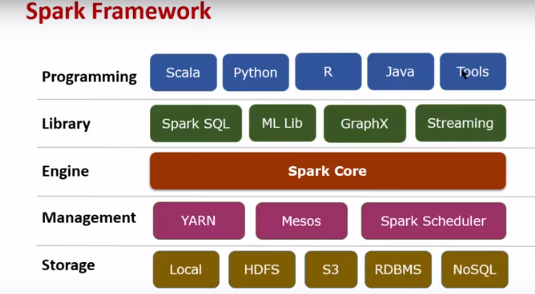 Spark Framework
Programming Scala Python R Java Tools
Library Spark SQL ML Lib GraphX Streaming
Engine Spark Core
Management YARN Mesos Spark Scheduler
Storage Local HDFS S3 RDBMS NoSQL